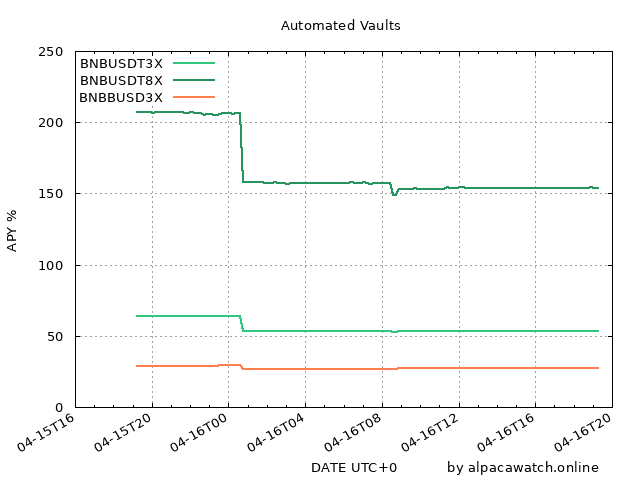 Automated Vaults
250
200
150
100
50
0
APY %
BNBUSDT3X
BNBUSDT8X
BNBBUSD3X
04-15T16
04-15T20
04-16T00
04-16T04
04-16T08
04-16T12
04-16T16
04-16T20
DATE UTC+0
by alpacawatch.online